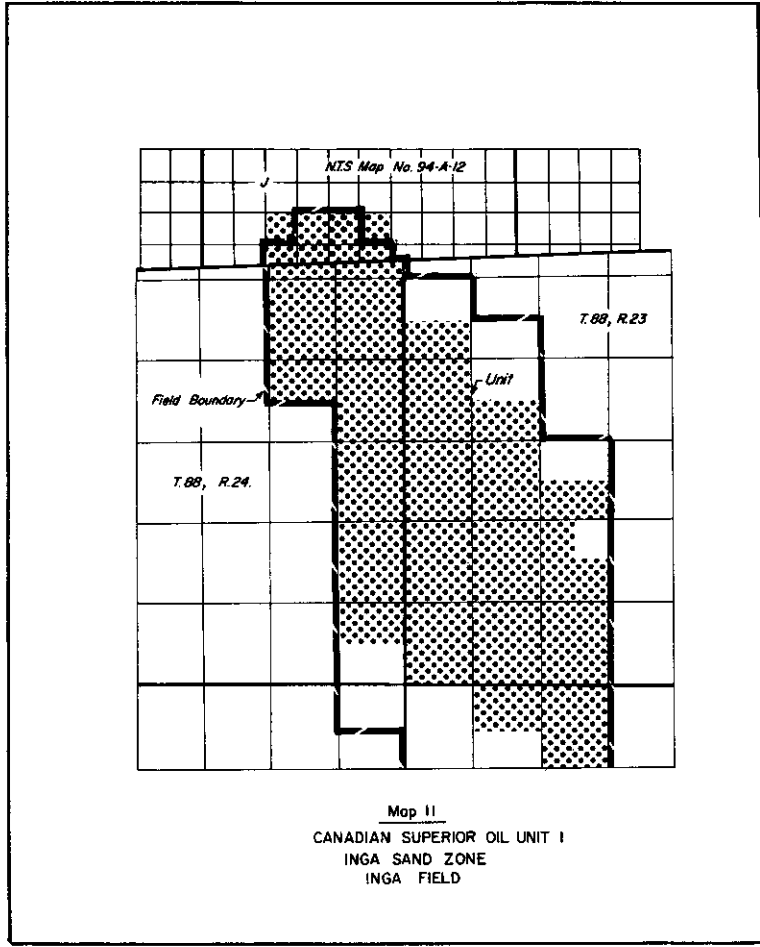 N.T.S Map No. 94-A-12
J
T. 88, R.23
Unit
Field Boundary
T. 88, R.24.
Map 11
CANADIAN SUPERIOR OIL UNIT 1
INGA SAND ZONE
INGA FIELD